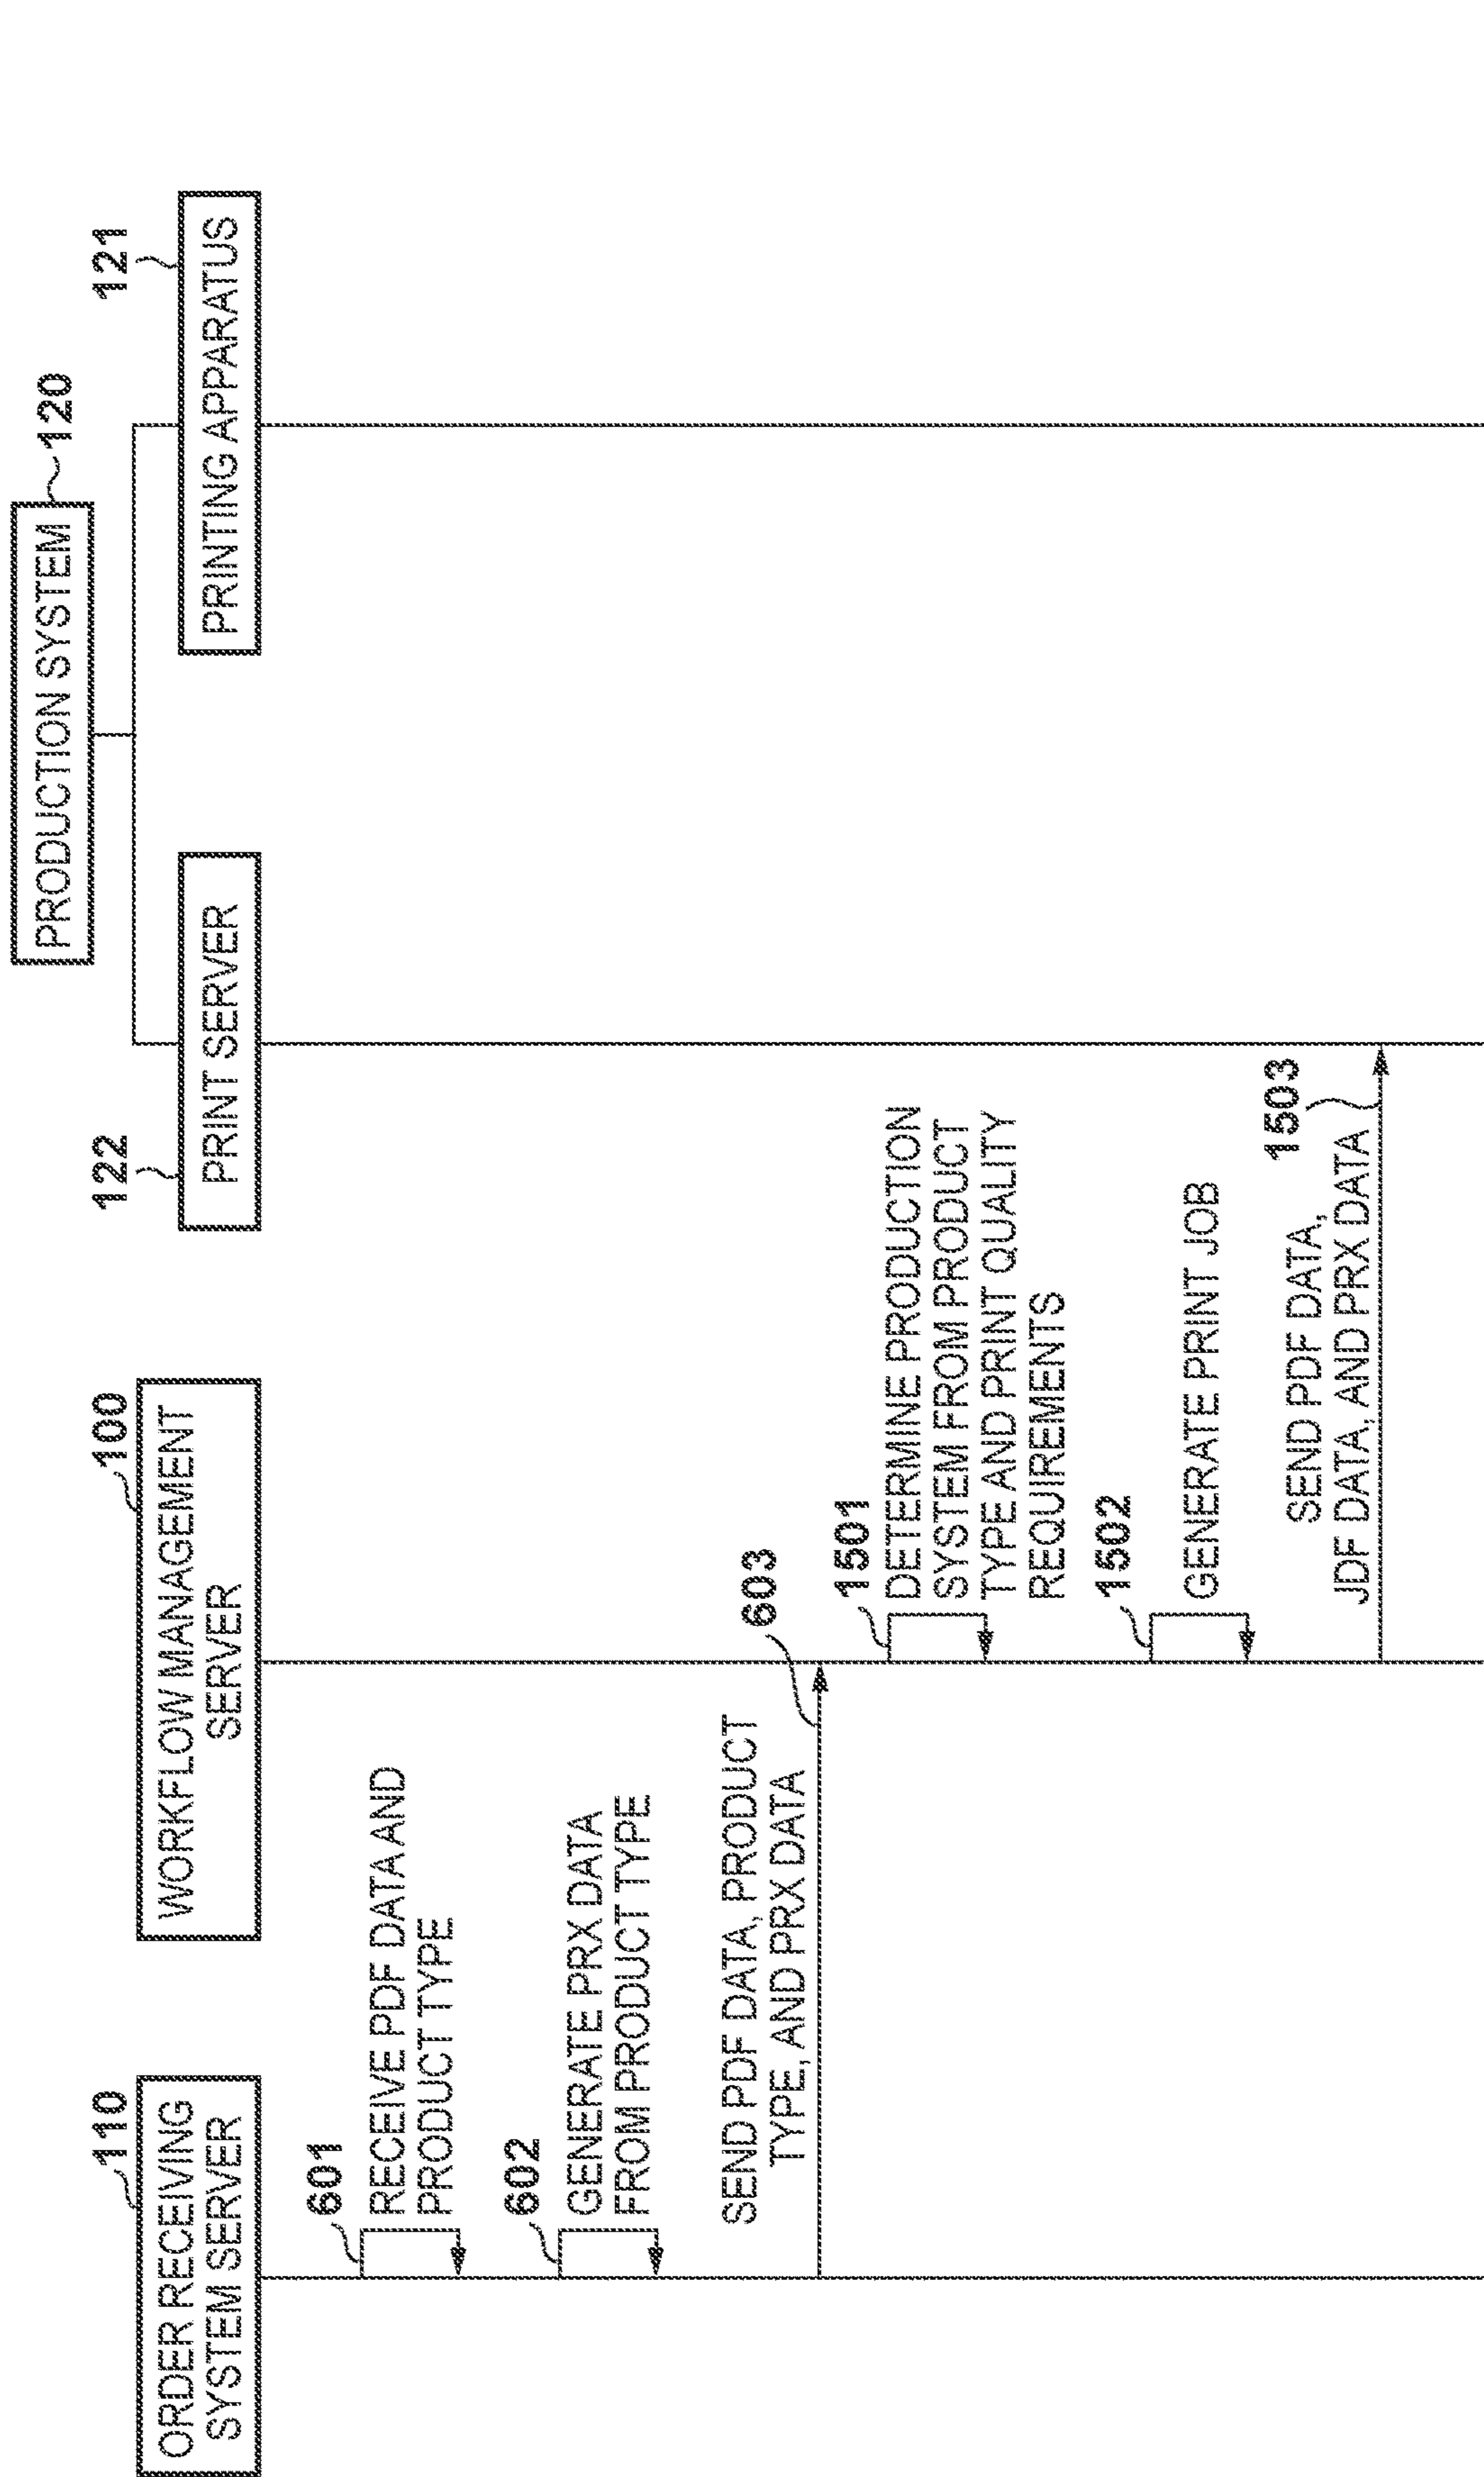 PRODUCTION SYSTEM
120
110
100
122
121
ORDER RECEIVING
SYSTEM SERVER
WORKFLOW MANAGEMENT
SERVER
PRINT SERVER
PRINTING APPARATUS
601
RECEIVE PDF DATA AND
PRODUCT TYPE
602
GENERATE PRX DATA
FROM PRODUCT TYPE
603
SEND PDF DATA, PRODUCT
TYPE, AND PRX DATA
1501
DETERMINE PRODUCTION
SYSTEM FROM PRODUCT
TYPE AND PRINT QUALITY
REQUIREMENTS
1502
GENERATE PRINT JOB
1503
SEND PDF DATA,
JDF DATA, AND PRX DATA